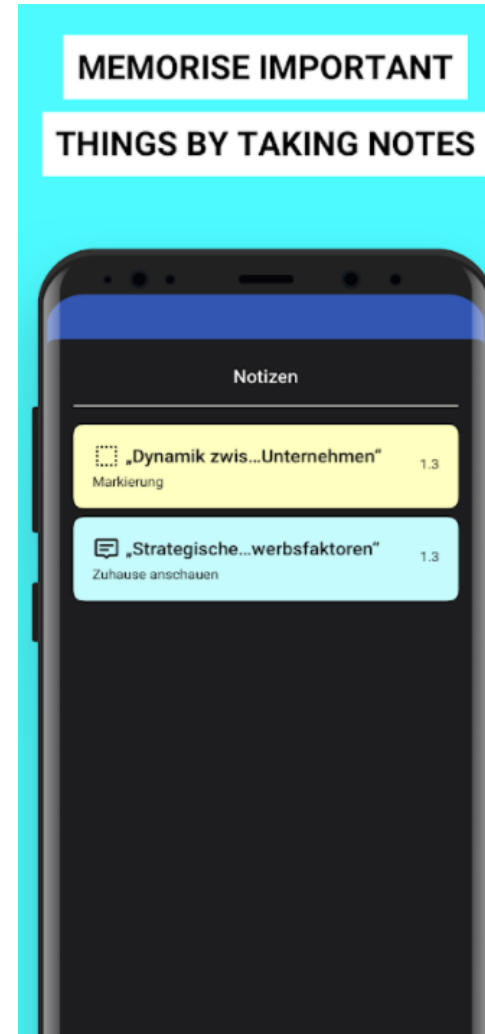 MEMORISE IMPORTANT
THINGS BY TAKING NOTES
Notizen
„Dynamik zwis...Unternehmen“
1.3
Markierung
„Strategische...werbsfaktoren“
1.3
Zuhause anschauen